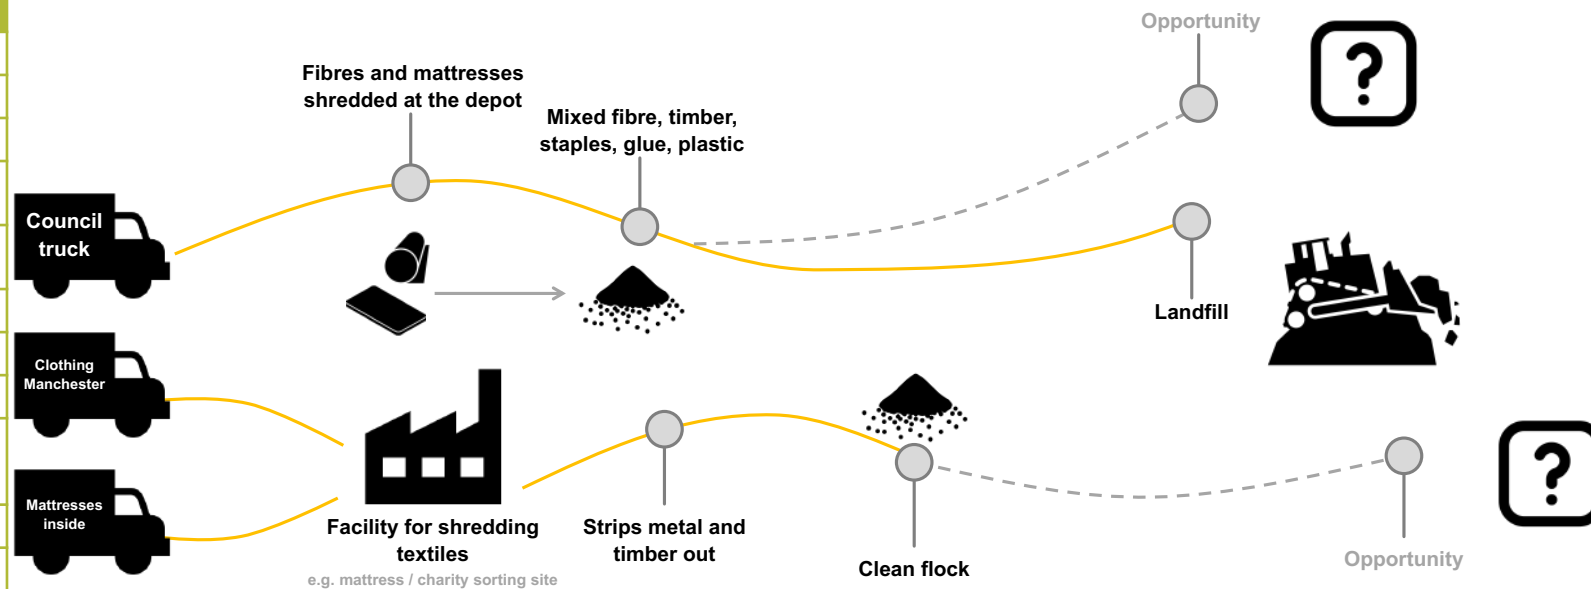 Opportunity
?
Fibres and mattresses
shredded at the depot
Mixed fibre, timber,
staples, glue, plastic
Council
truck
Landfill
Clothing
Manchester
Mattresses
inside
Facility for shredding
textiles
e.g. mattress / charity sorting site
Strips metal and
timber out
Clean flock
?
Opportunity